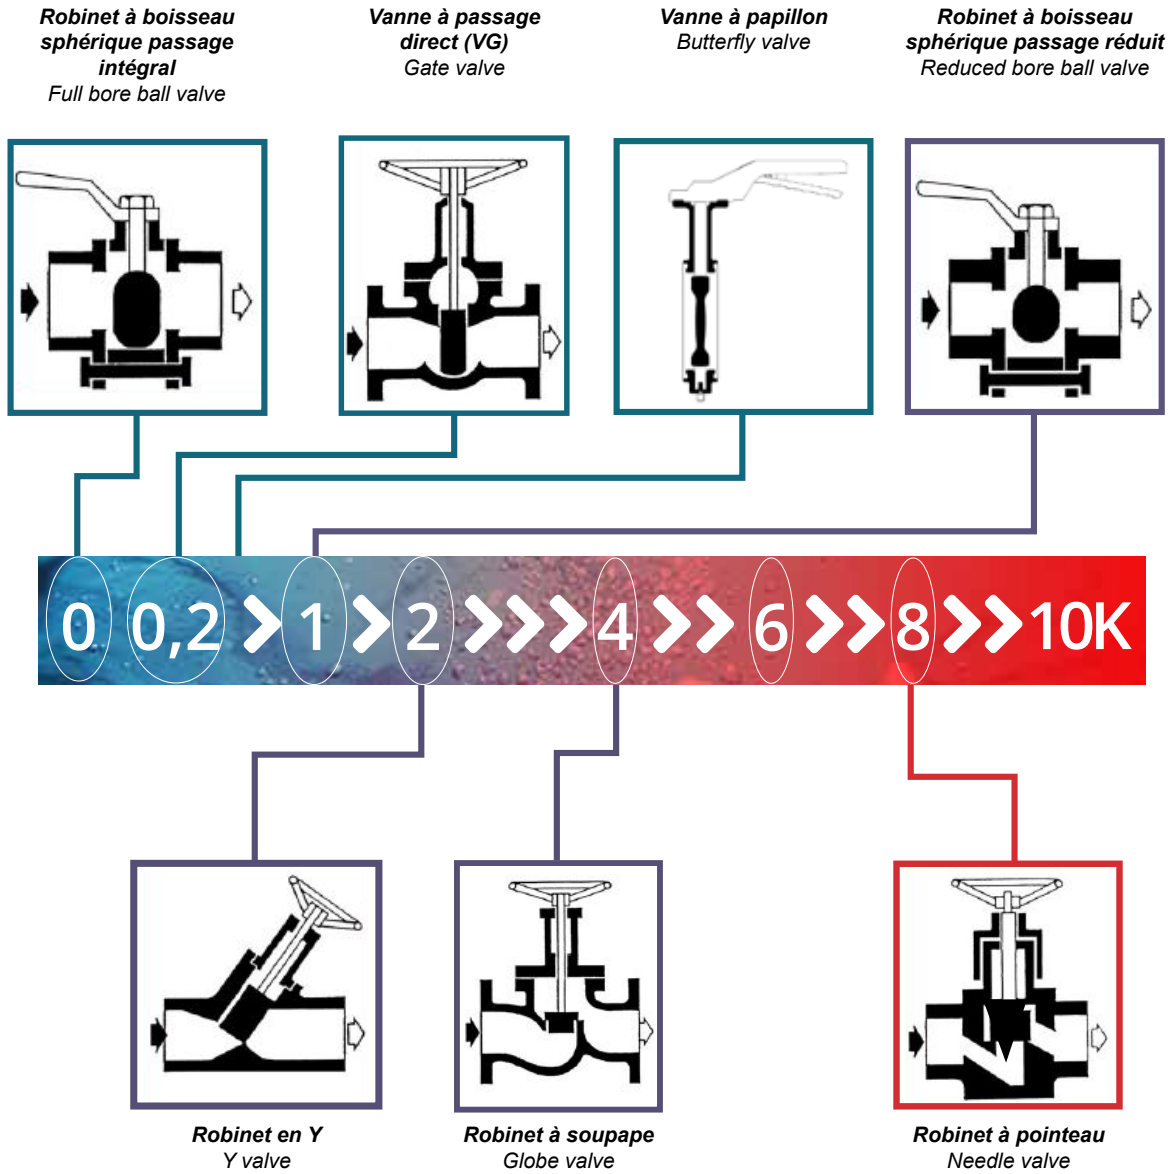 Robinet à boisseau
sphérique passage
intégral
Full bore ball valve
Vanne à passage
direct (VG)
Gate valve
Vanne à papillon
Butterfly valve
Robinet à boisseau
sphérique passage réduit
Reduced bore ball valve
0 0,2 1 2 4 6 8 10K
Robinet en Y
Y valve
Robinet à soupape
Globe valve
Robinet à pointeau
Needle valve